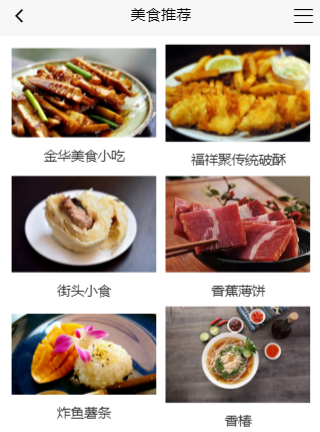 美食推荐
金华美食小吃
福祥聚传统破酥
街头小食
香蕉薄饼
炸鱼薯条
香椿